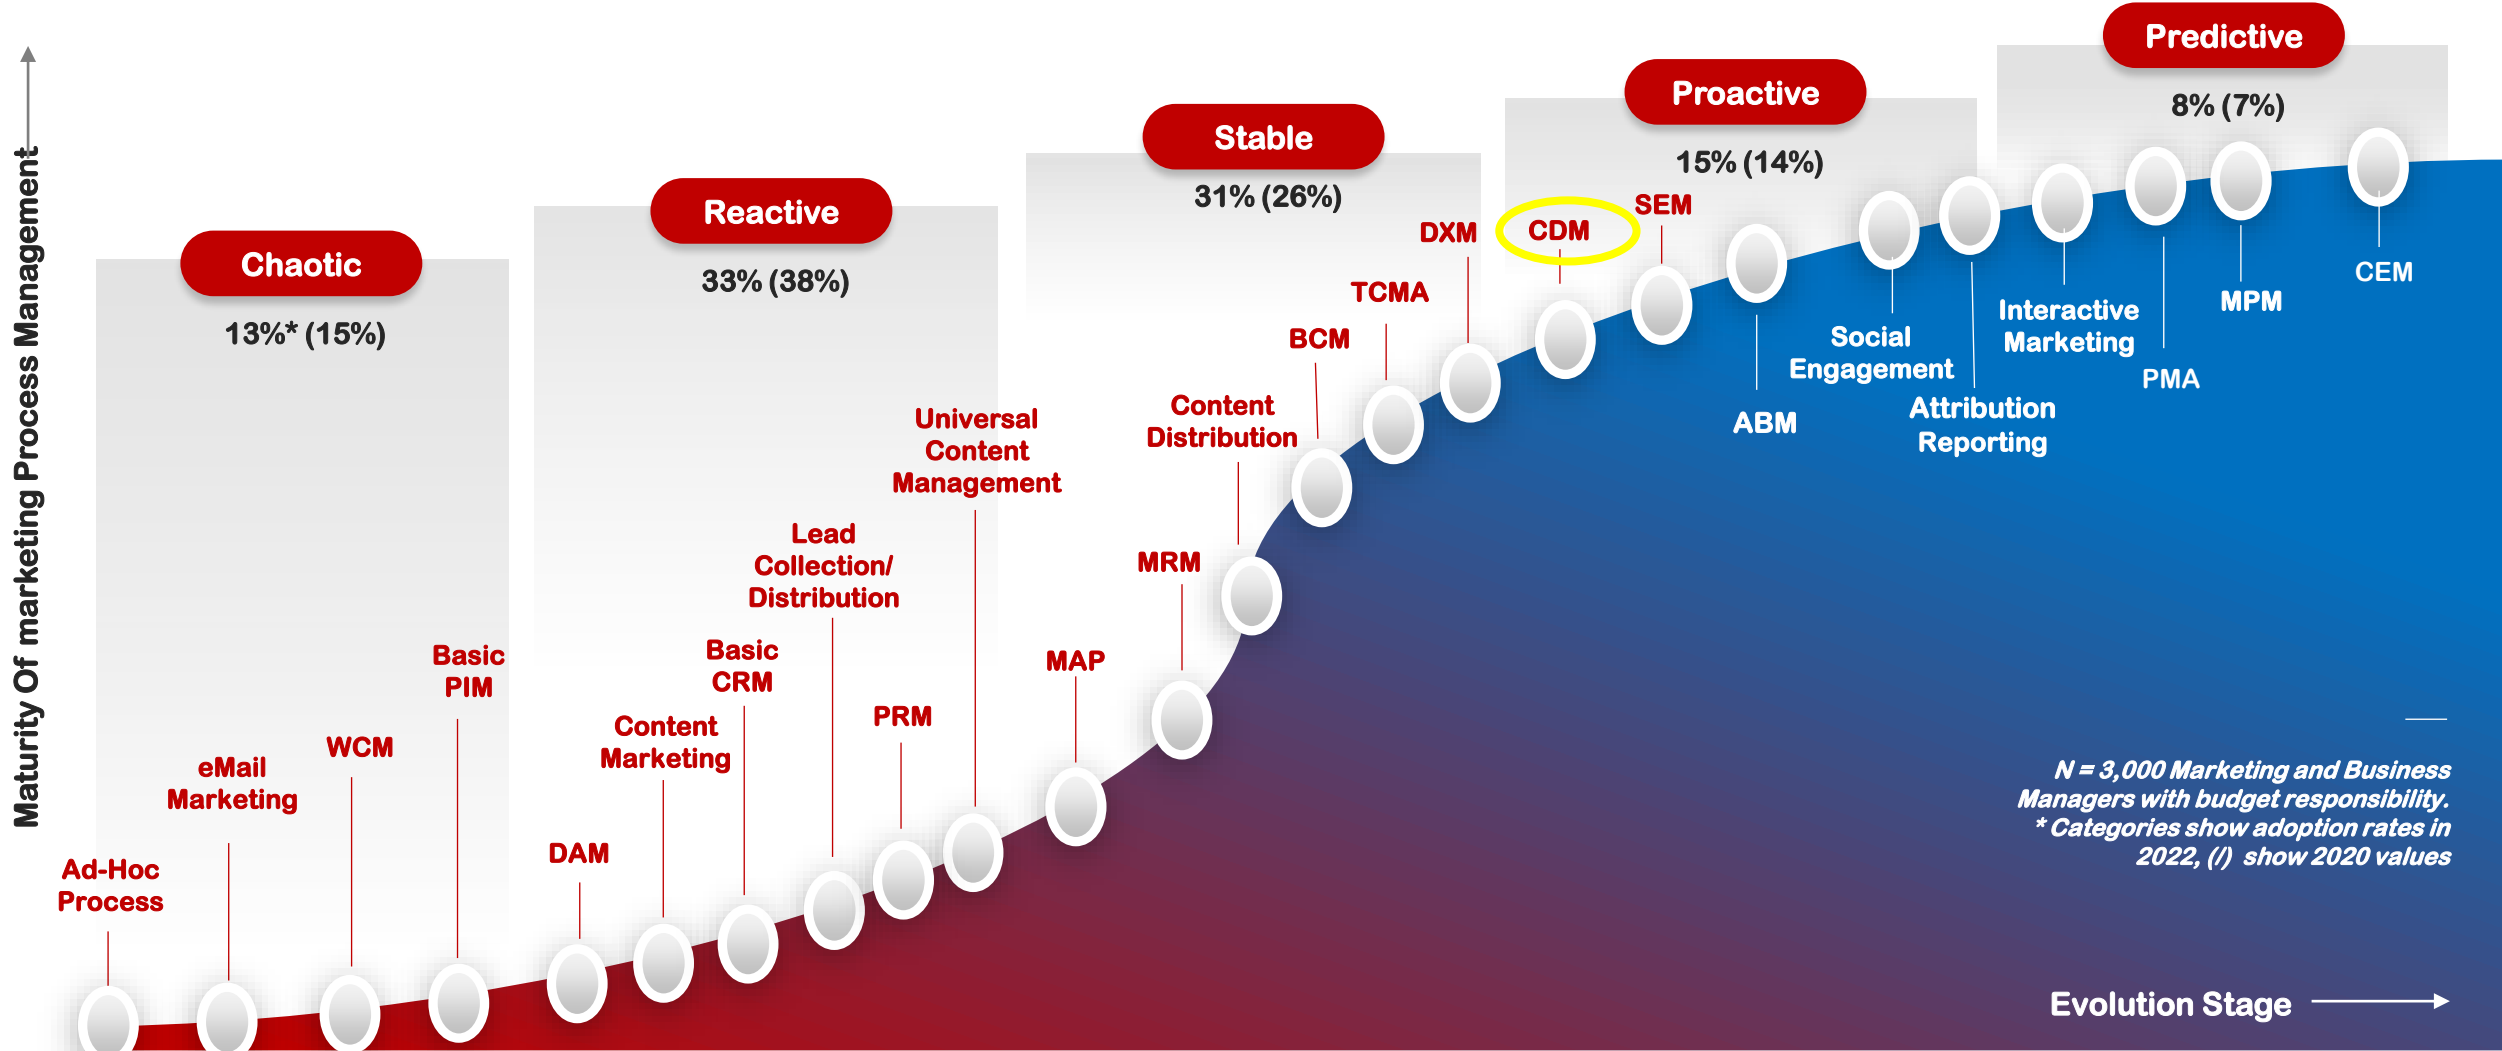 Maturity Of marketing Process Management
Chaotic
13%* (15%)
Reactive
33% (38%)
Stable
31% (26%)
Proactive
15% (14%)
Predictive
8% (7%)
Ad-Hoc
Process
eMail
Marketing
WCM
Basic
PIM
DAM
Content
Marketing
Basic
CRM
Lead
Collection/
Distribution
PRM
Universal
Content
Management
MAP
MRM
Content
Distribution
BCM
TCMA
DXM
CDM
SEM
ABM
Social
Engagement
Attribution
Reporting
Interactive
Marketing
PMA
MPM
CEM
N = 3,000 Marketing and Business
Managers with budget responsibility.
* Categories show adoption rates in
2022, (/)  show 2020 values
Evolution Stage